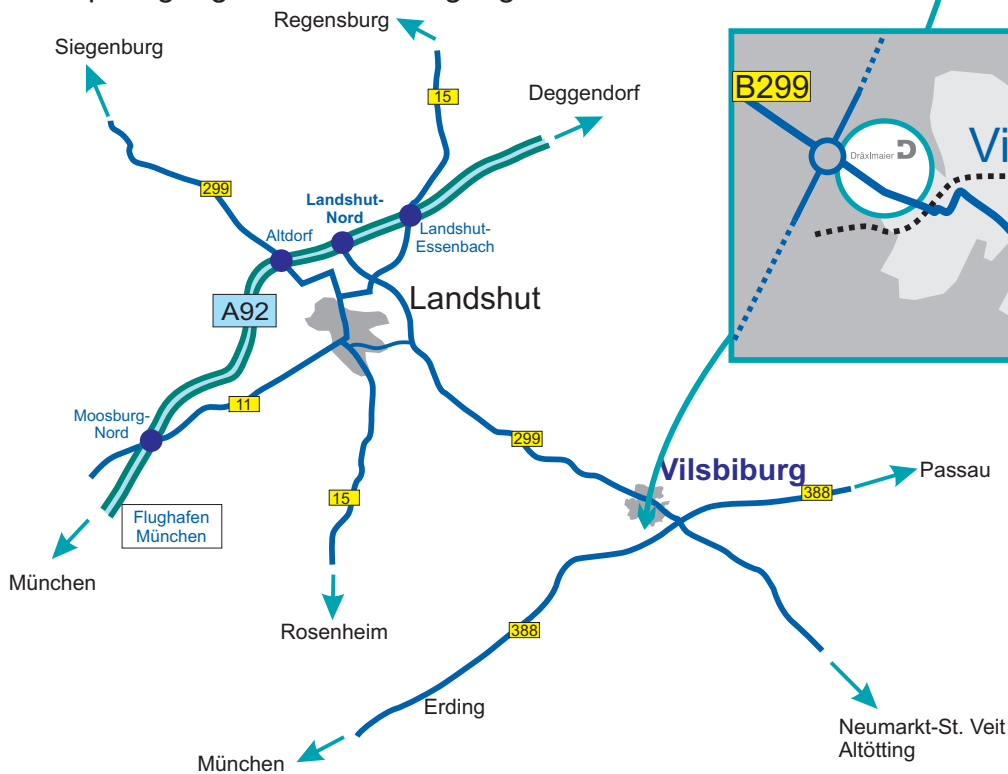 Regensburg
Siegenburg
15
Deggendorf
B299
Dräxlmaier
299
Landshut-
Nord
Altdorf
Landshut-
Essenbach
A92
Landshut
11
Moosburg-
Nord
299
Vilsbiburg
15
388
Passau
Flughafen
München
München
Rosenheim
388
Erding
Neumarkt-St. Veit
Altötting
München